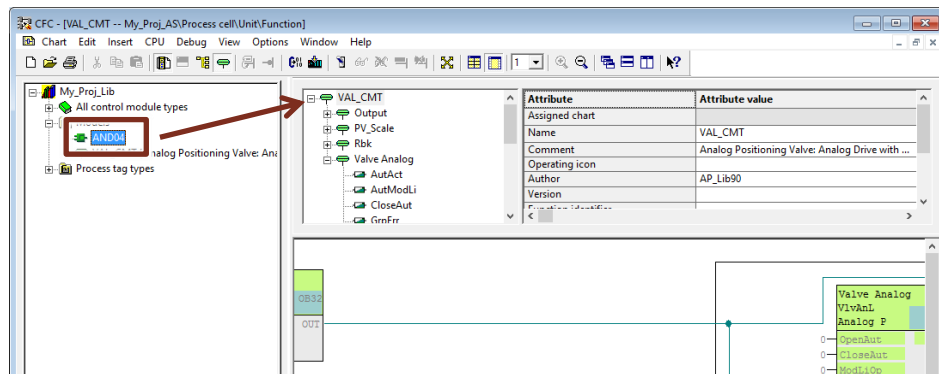 CFC - [VAL_CMT -- My_Proj_AS\Process cell\Unit\Function]
Chart Edit Insert CPU Debug View Options Window Help
1
My_Proj_Lib
All control module types
AND04
nalog Positioning Valve: Ana
Process tag types
VAL_CMT
Output
PV_Scale
Rbk
Valve Analog
AutAct
AutModLi
CloseAut
GrpErr
Attribute Attribute value
Assigned chart
Name VAL_CMT
Comment Analog Positioning Valve: Analog Drive with ...
Operating icon
Author AP_Lib90
Version
Function identifier
OB32
OUT
Valve Analog
VlvAnL
Analog P
0 OpenAut
0 CloseAut
0 ModLiOp